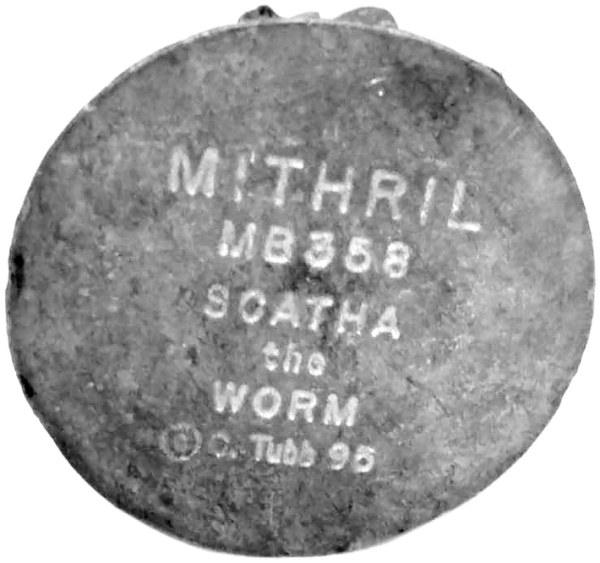 MITHRIL
MB358
SCATHA
the
WORM
© C. Tubb 95